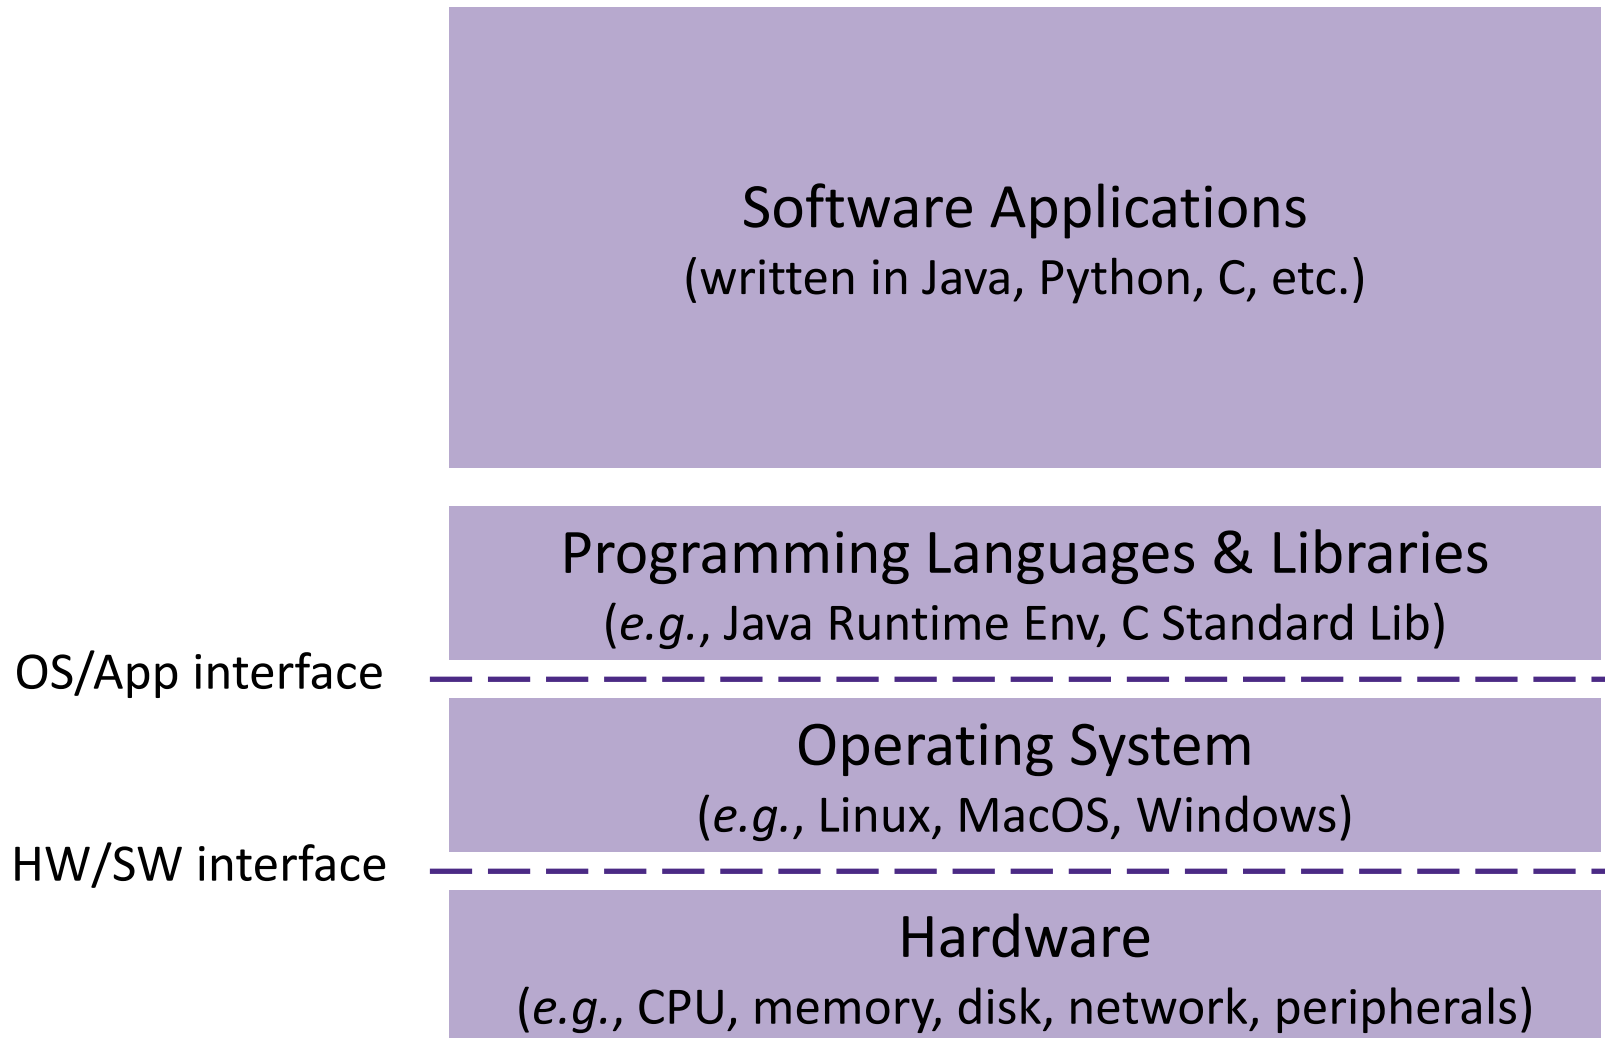 Software Applications
(written in Java, Python, C, etc.)
Programming Languages & Libraries
(e.g., Java Runtime Env, C Standard Lib)
OS/App interface
Operating System
(e.g., Linux, MacOS, Windows)
HW/SW interface
Hardware
(e.g., CPU, memory, disk, network, peripherals)